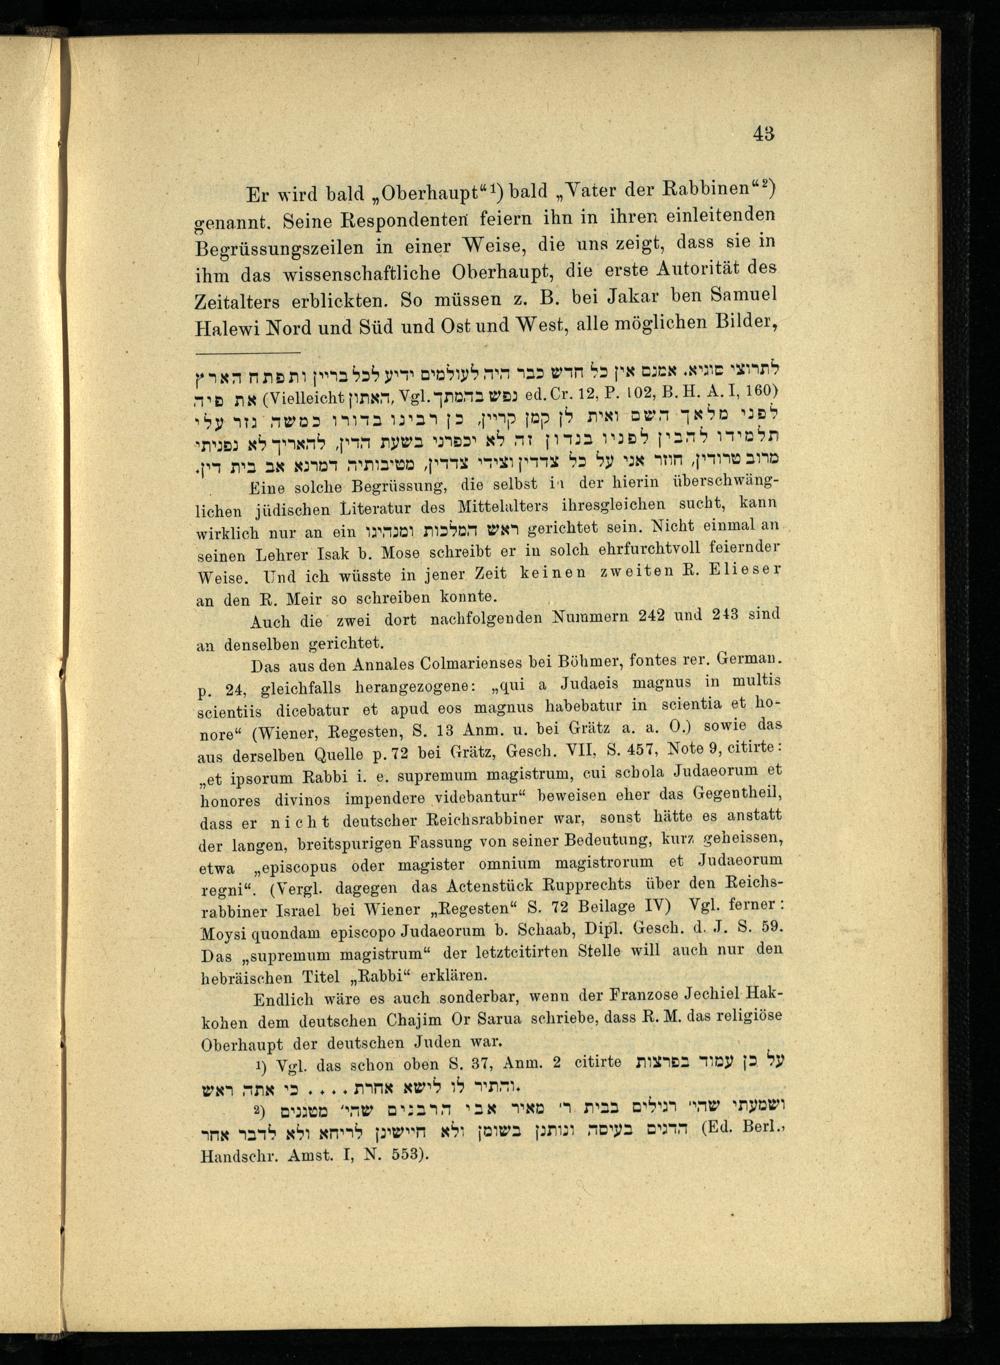 43
Er wird bald „Oberhaupt“¹) bald „Vater der Rabbinen“²)
genannt. Seine Respondenten feiern ihn in ihren einleitenden
Begrüssungszeilen in einer Weise, die uns zeigt, dass sie in
ihm das wissenschaftliche Oberhaupt, die erste Autorität des
Zeitalters erblickten. So müssen z. B. bei Jakar ben Samuel
Halewi Nord und Süd und Ost und West, alle möglichen Bilder,
לתרוצי סוגיא. אמנם אין כל חדש כבר היה לעולמים ידיע לכל בריין ותפתח הארץ
את פיה (Vielleicht האתון, Vgl. נפש בהמתך ed. Cr. 12, P. 102, B. H. A. I, 160)
לפני מלאך השם ואית לן קמן קריין, כן רבינו בדורו כמשה. גזר עלי
תלמידו להבין לפניו בנדון זה לא יכפרני בשעת הדין, להאריך לא נפניתי
מרוב טרודין, חוזר אני על כל צדדין וצידי צדדין, מטיבותיה דמרנא אב בית דין.
Eine solche Begrüssung, die selbst in der hierin überschwäng-
lichen jüdischen Literatur des Mittelalters ihresgleichen sucht, kann
wirklich nur an ein ראש המלכות ומנהיגו gerichtet sein. Nicht einmal an
seinen Lehrer Isak b. Mose schreibt er in solch ehrfurchtvoll feiernder
Weise. Und ich wüsste in jener Zeit keinen zweiten R. Elieser
an den R. Meir so schreiben konnte.
Auch die zwei dort nachfolgenden Nummern 242 und 243 sind
an denselben gerichtet.
Das aus den Annales Colmarienses bei Böhmer, fontes rer. German.
p. 24, gleichfalls herangezogene: „qui a Judaeis magnus in multis
scientiis dicebatur et apud eos magnus habebatur in scientia et ho-
nore“ (Wiener, Regesten, S. 13 Anm. u. bei Grätz a. a. O.) sowie das
aus derselben Quelle p. 72 bei Grätz, Gesch. VII, S. 457, Note 9, citirte:
„et ipsorum Rabbi i. e. supremum magistrum, cui schola Judaeorum et
honores divinos impendere videbantur“ beweisen eher das Gegentheil,
dass er nicht deutscher Reichsrabbiner war, sonst hätte es anstatt
der langen, breitspurigen Fassung von seiner Bedeutung, kurz geheissen,
etwa „episcopus oder magister omnium magistrorum et Judaeorum
regni“. (Vergl. dagegen das Actenstück Rupprechts über den Reichs-
rabbiner Israel bei Wiener „Regesten“ S. 72 Beilage IV) Vgl. ferner:
Moysi quondam episcopo Judaeorum b. Schaab, Dipl. Gesch. d. J. S. 59.
Das „supremum magistrum“ der letztcitirten Stelle will auch nur den
hebräischen Titel „Rabbi“ erklären.
Endlich wäre es auch sonderbar, wenn der Franzose Jechiel Hak-
kohen dem deutschen Chajim Or Sarua schriebe, dass R. M. das religiöse
Oberhaupt der deutschen Juden war.
¹) Vgl. das schon oben S. 37, Anm. 2 citirte על כן עמוד בפרצות
והתיר לו לישא אחרת .... כי אתה ראש.
²) ושמעתי שהי' רגילים בבית ר' מאיר אבי הרבנים שהי' מטגנים
הדגים בעיסה ונותנן בשומן ולא חיישינן לריחא ולא לדבר אחר (Ed. Berl.,
Handschr. Amst. I, N. 553).